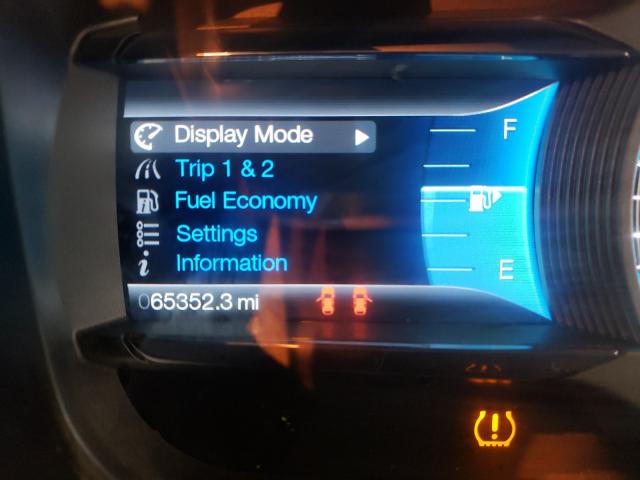 Display Mode
F
Trip 1 & 2
Fuel Economy
Settings
Information
E
065352.3 mi